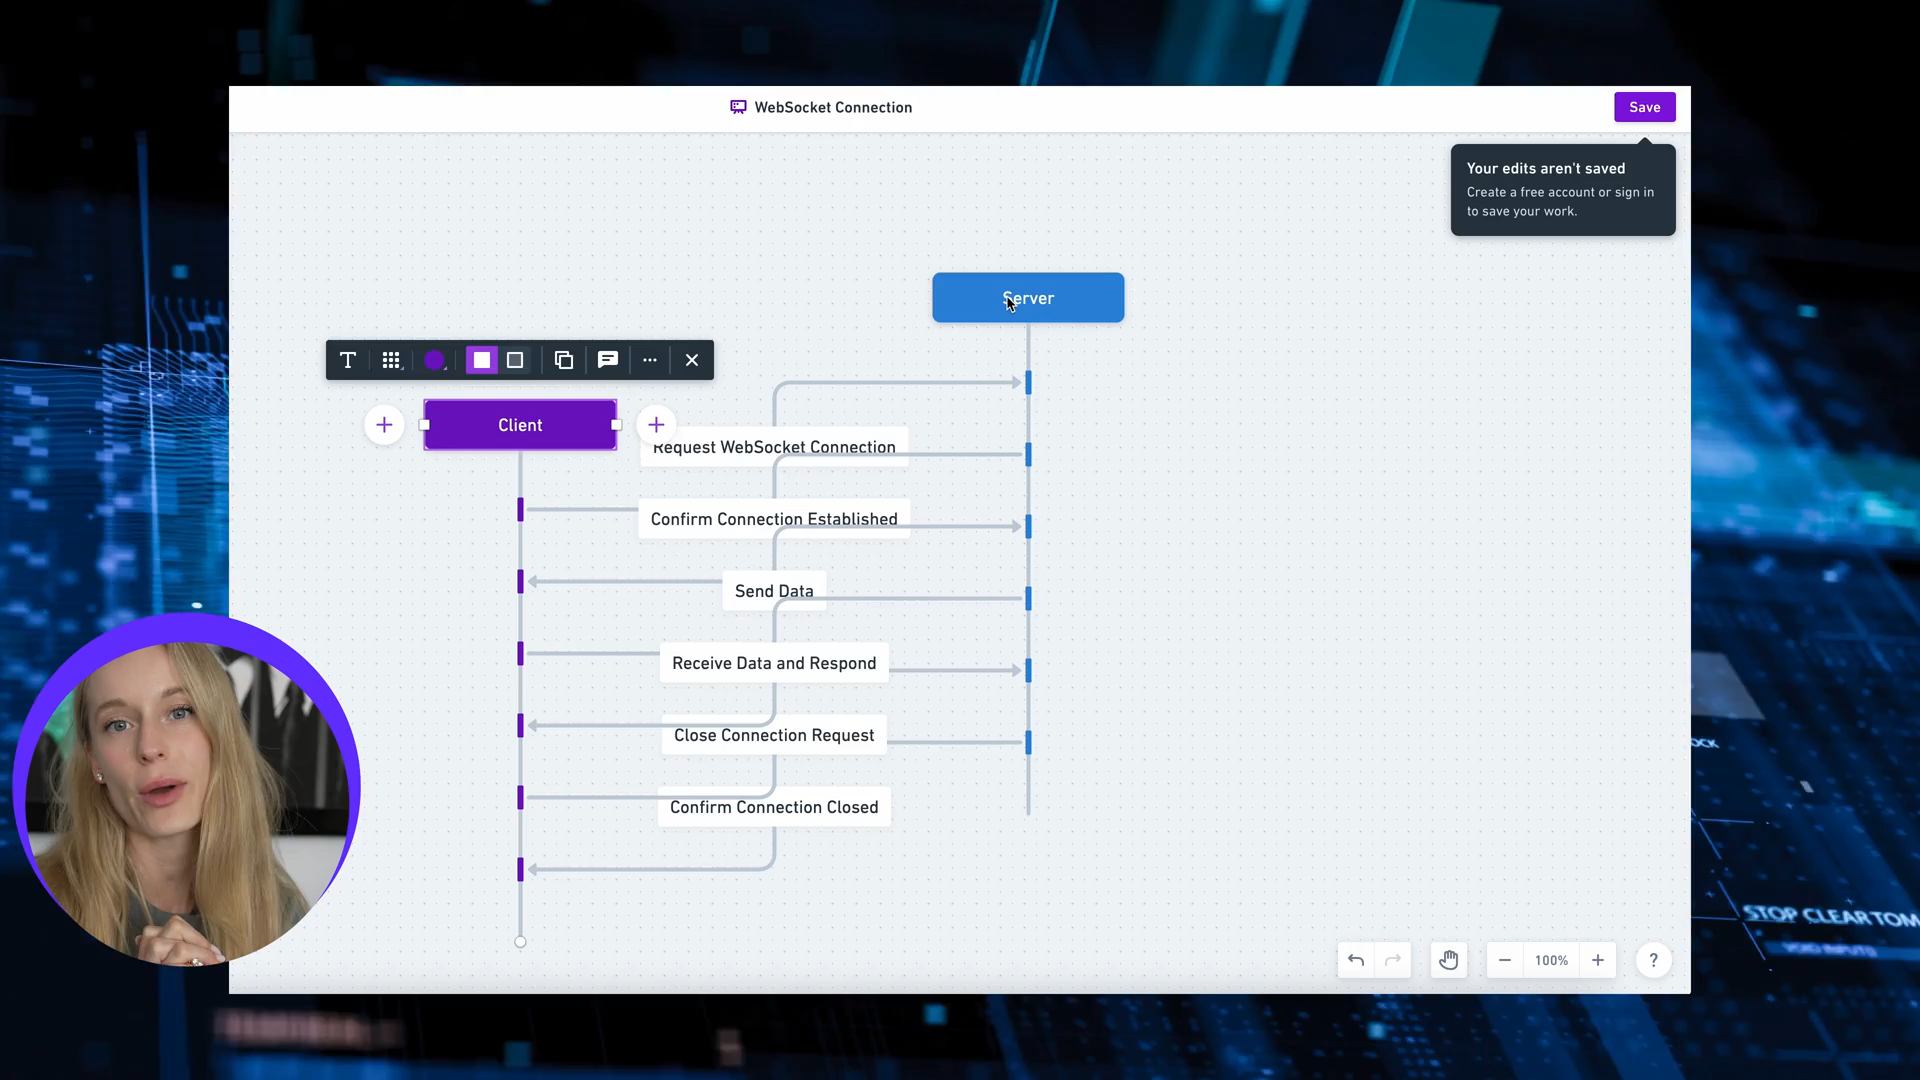 WebSocket Connection
Save
Your edits aren't saved
Create a free account or sign in
to save your work.
Server
T
Client
Request WebSocket Connection
Confirm Connection Established
Send Data
Receive Data and Respond
Close Connection Request
Confirm Connection Closed
STOP CLEAR TOM
100%
?